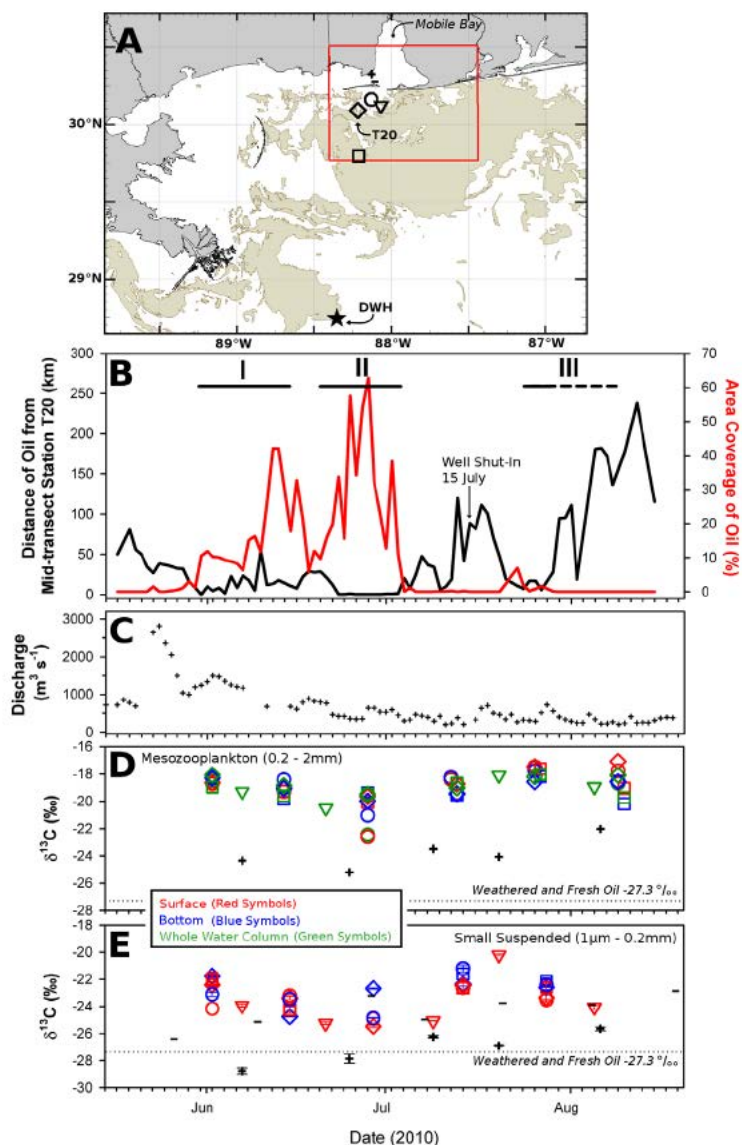 A
Mobile Bay
30°N
T20
29°N
DWH
89°W
88°W
87°W
B
I
II
III
300
250
200
150
100
50
0
Distance of Oil from
Mid-transect Station T20 (km)
Well Shut-In
15 July
70
60
50
40
30
20
10
0
Area Coverage
of Oil (%)
C
3000
2000
1000
0
Discharge
(m³ s⁻¹)
D
Mesozooplankton (0.2 - 2mm)
-16
-18
-20
-22
-24
-26
-28
δ¹³C (‰)
Weathered and Fresh Oil -27.3 °/ₒₒ
Surface (Red Symbols)
Bottom (Blue Symbols)
Whole Water Column (Green Symbols)
E
Small Suspended (1μm - 0.2mm)
-20
-22
-24
-26
-28
-30
δ¹³C (‰)
Weathered and Fresh Oil -27.3 °/ₒₒ
Jun
Jul
Aug
Date (2010)